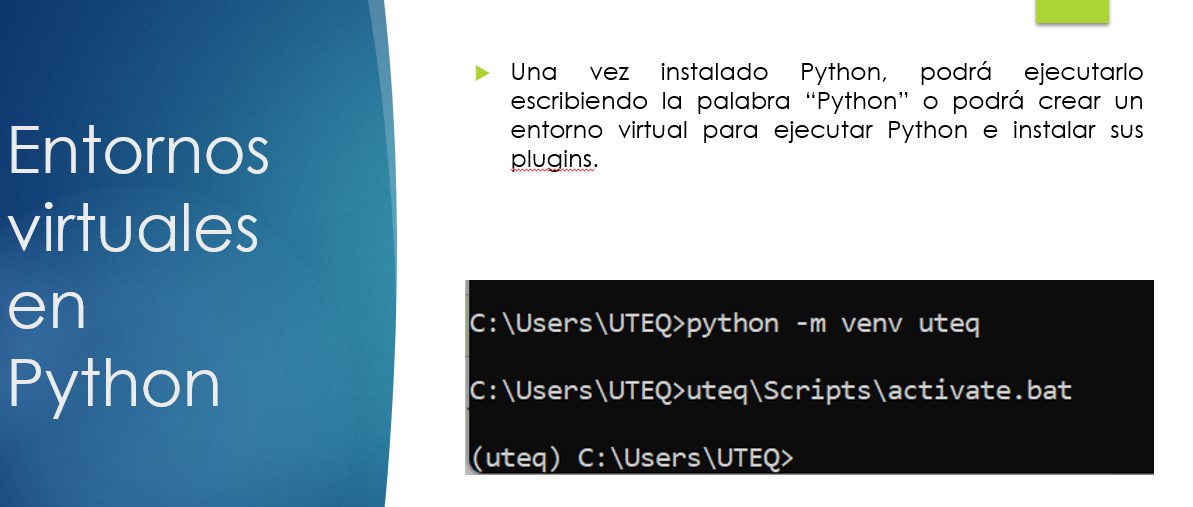 Entornos
virtuales
en
Python
Una vez instalado Python, podrá ejecutarlo
escribiendo la palabra “Python” o podrá crear un
entorno virtual para ejecutar Python e instalar sus
plugins.
C:\Users\UTEQ>python -m venv uteq
C:\Users\UTEQ>uteq\Scripts\activate.bat
(uteq) C:\Users\UTEQ>